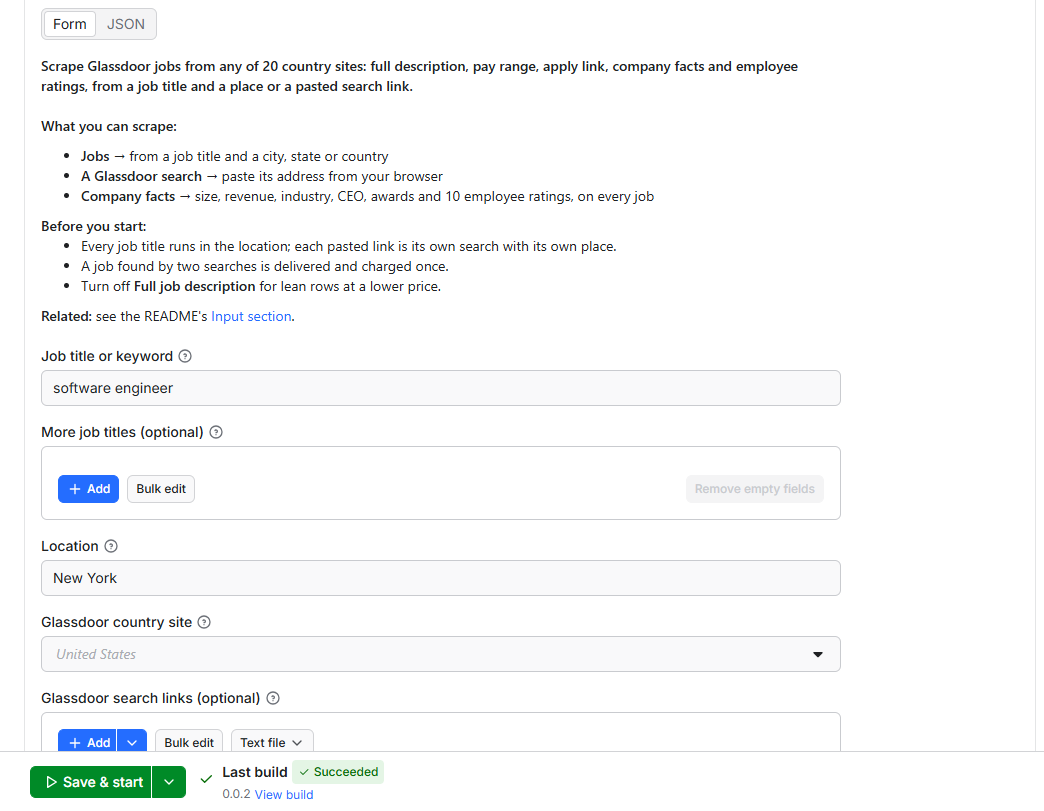 Form JSON
Scrape Glassdoor jobs from any of 20 country sites: full description, pay range, apply link, company facts and employee
ratings, from a job title and a place or a pasted search link.
What you can scrape:
• Jobs → from a job title and a city, state or country
• A Glassdoor search → paste its address from your browser
• Company facts → size, revenue, industry, CEO, awards and 10 employee ratings, on every job
Before you start:
• Every job title runs in the location; each pasted link is its own search with its own place.
• A job found by two searches is delivered and charged once.
• Turn off Full job description for lean rows at a lower price.
Related: see the README's Input section.
Job title or keyword
software engineer
More job titles (optional)
+ Add Bulk edit Remove empty fields
Location
New York
Glassdoor country site
United States
Glassdoor search links (optional)
+ Add Bulk edit Text file
Save & start Last build Succeeded
0.0.2 View build